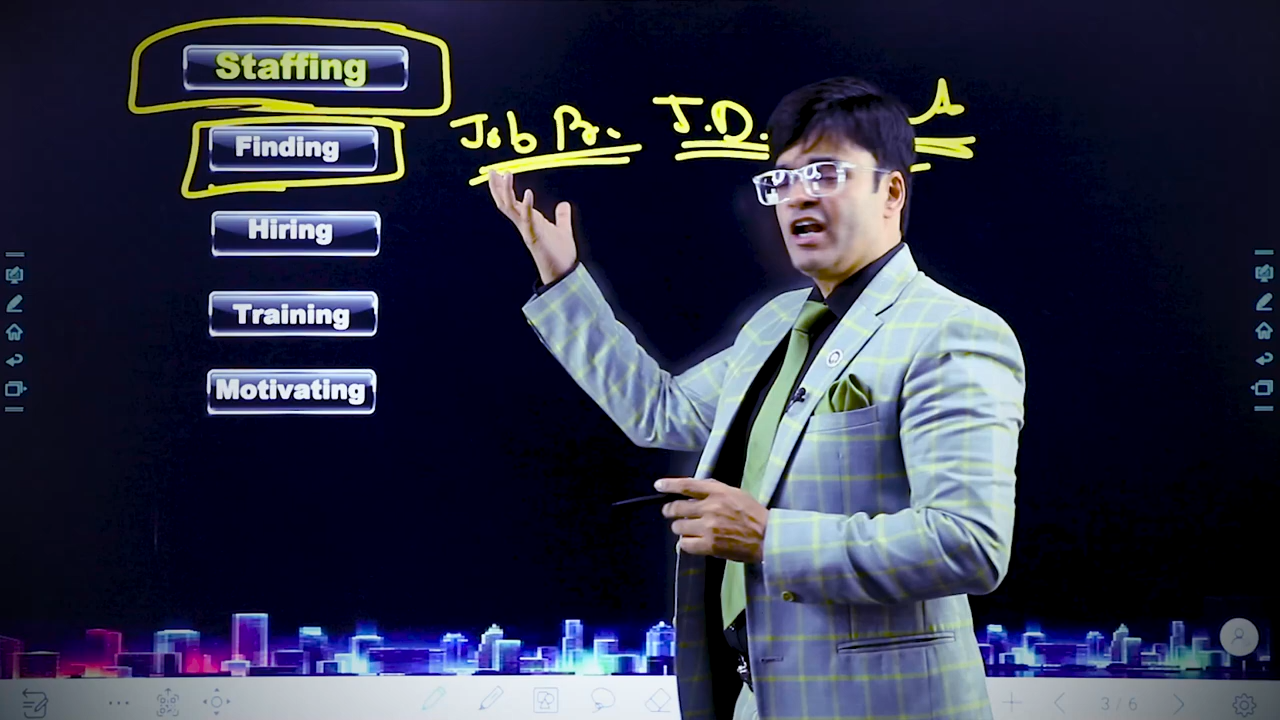 Staffing
Finding
Job Pr. J.D.
Hiring
Training
Motivating
3/6